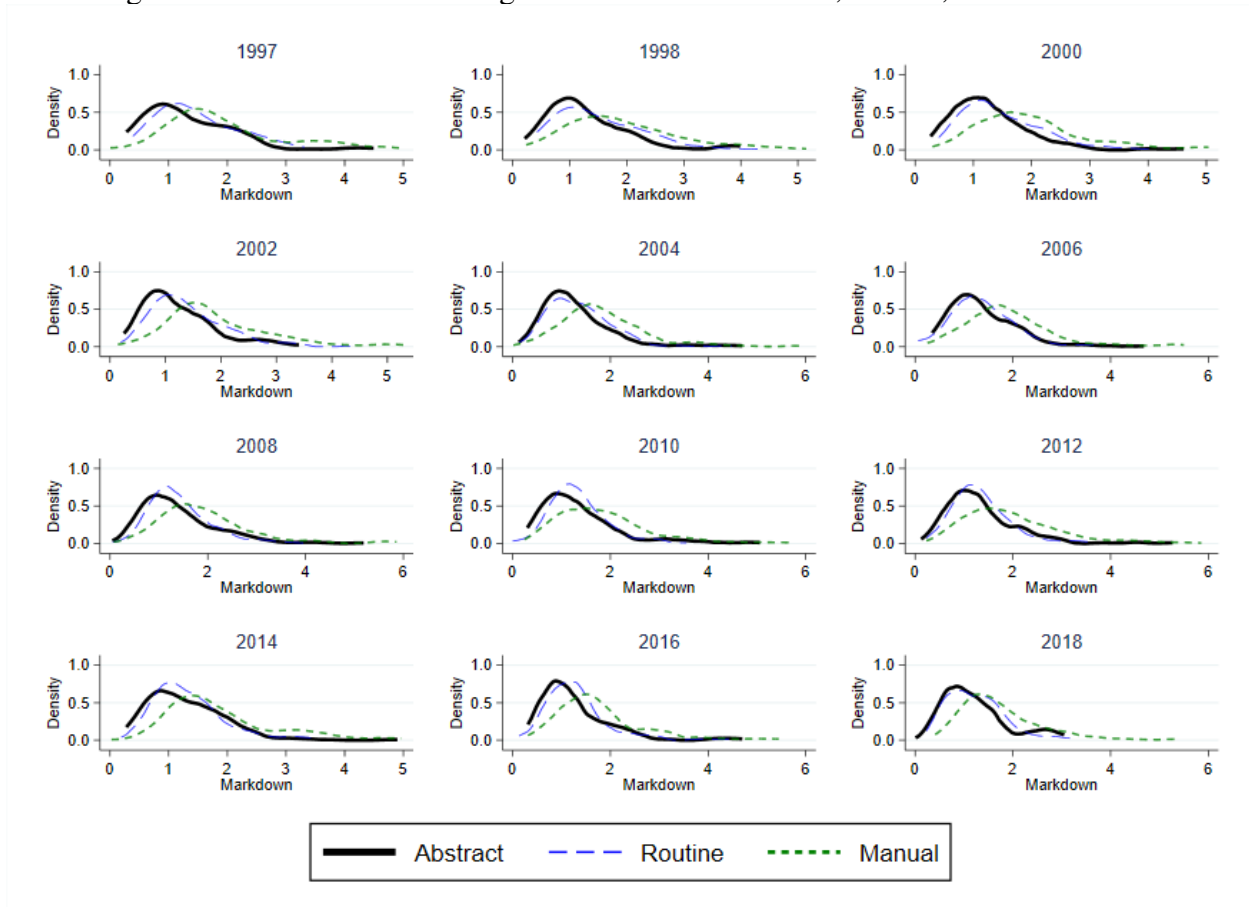 1997 1998 2000
1.0 1.0 1.0
Density 0.5 Density 0.5 Density 0.5
0.0 0.0 0.0
0 1 2 3 4 5 0 1 2 3 4 5 0 1 2 3 4 5
Markdown Markdown Markdown
2002 2004 2006
1.0 1.0 1.0
Density 0.5 Density 0.5 Density 0.5
0.0 0.0 0.0
0 1 2 3 4 5 0 2 4 6 0 2 4 6
Markdown Markdown Markdown
2008 2010 2012
1.0 1.0 1.0
Density 0.5 Density 0.5 Density 0.5
0.0 0.0 0.0
0 2 4 6 0 2 4 6 0 2 4 6
Markdown Markdown Markdown
2014 2016 2018
1.0 1.0 1.0
Density 0.5 Density 0.5 Density 0.5
0.0 0.0 0.0
0 1 2 3 4 5 0 2 4 6 0 2 4 6
Markdown Markdown Markdown
Abstract Routine Manual